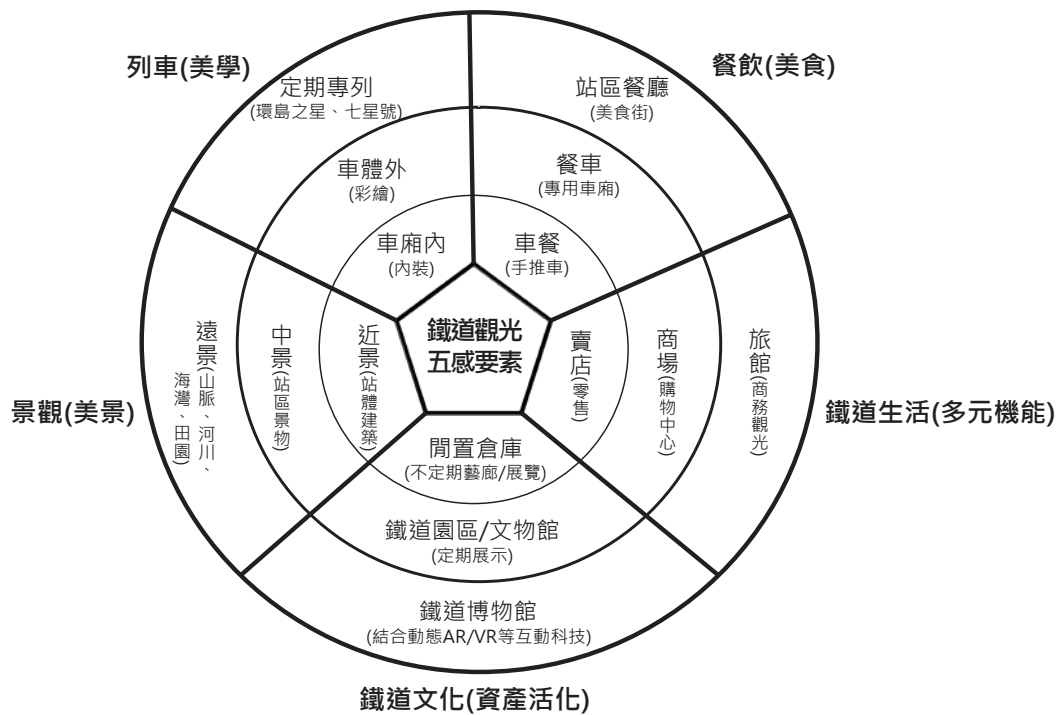 列車(美學)
餐飲(美食)
定期專列
(環島之星、七星號)
站區餐廳
(美食街)
車體外
(彩繪)
餐車
(專用車廂)
車廂內
(內裝)
車餐
(手推車)
鐵道觀光
五感要素
景觀(美景)
遠景(山脈、河川、
海灣、田園)
中景(站區景物)
近景(站體建築)
賣店(零售)
商場(購物中心)
旅館(商務觀光)
鐵道生活(多元機能)
閒置倉庫
(不定期藝廊/展覽)
鐵道園區/文物館
(定期展示)
鐵道博物館
(結合動態AR/VR等互動科技)
鐵道文化(資產活化)